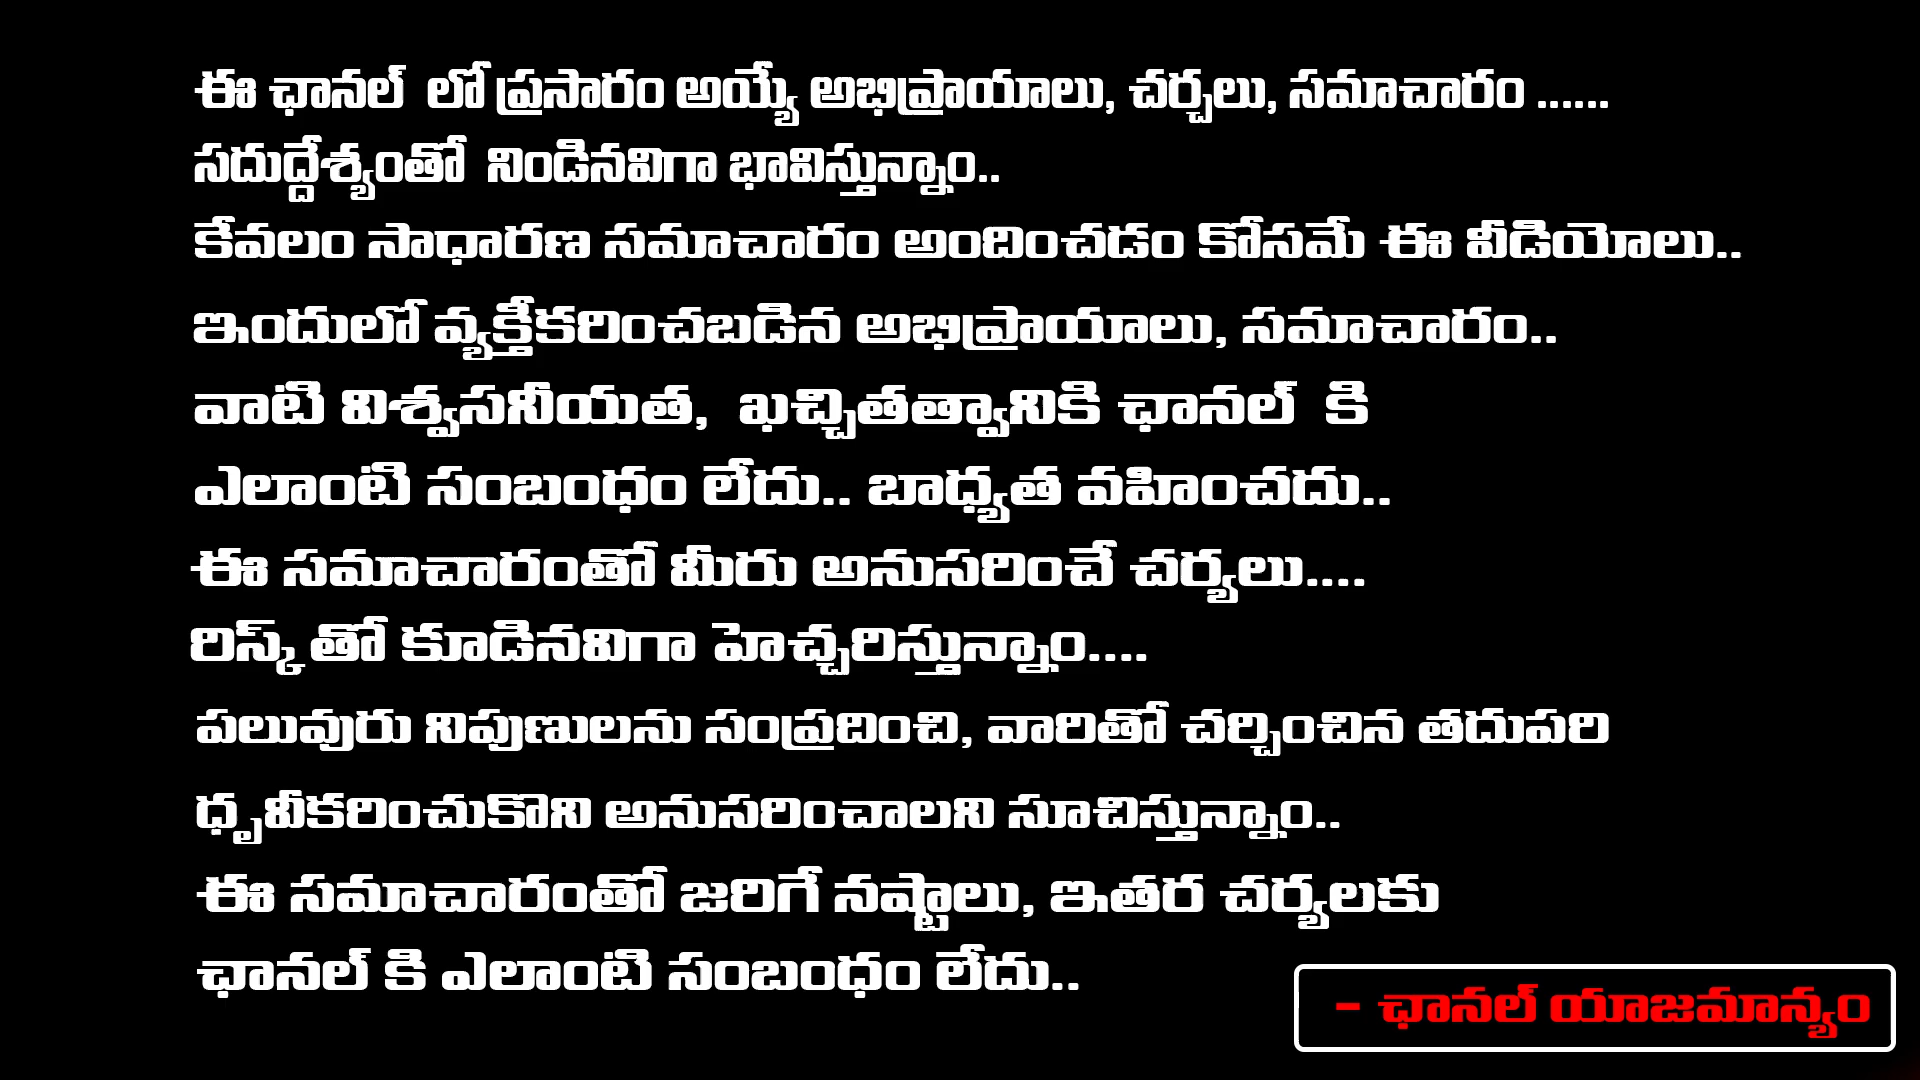 ఈ ఛానల్ లో ప్రసారం అయ్యే అభిప్రాయాలు, చర్చలు, సమాచారం ......
సదుద్దేశ్యంతో నిండినవిగా భావిస్తున్నాం..
కేవలం సాధారణ సమాచారం అందించడం కోసమే ఈ వీడియోలు..
ఇందులో వ్యక్తీకరించబడిన అభిప్రాయాలు, సమాచారం..
వాటి విశ్వసనీయత, ఖచ్చితత్వానికి ఛానల్ కి
ఎలాంటి సంబంధం లేదు.. బాధ్యత వహించదు..
ఈ సమాచారంతో మీరు అనుసరించే చర్యలు....
రిస్క్ తో కూడినవిగా హెచ్చరిస్తున్నాం....
పలువురు నిపుణులను సంప్రదించి, వారితో చర్చించిన తదుపరి
ధృవీకరించుకొని అనుసరించాలని సూచిస్తున్నాం..
ఈ సమాచారంతో జరిగే నష్టాలు, ఇతర చర్యలకు
ఛానల్ కి ఎలాంటి సంబంధం లేదు..
- ఛానల్ యాజమాన్యం